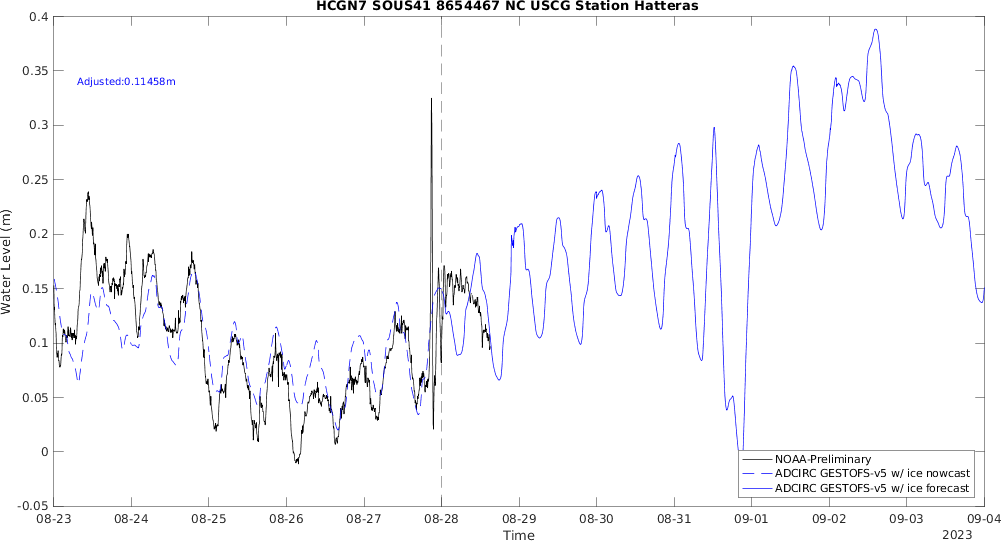 HCGN7 SOUS41 8654467 NC USCG Station Hatteras
0.4
0.35
0.3
0.25
0.2
0.15
0.1
0.05
0
-0.05
Water Level (m)
Adjusted:0.11458m
NOAA-Preliminary
ADCIRC GESTOFS-v5 w/ ice nowcast
ADCIRC GESTOFS-v5 w/ ice forecast
08-23 08-24 08-25 08-26 08-27 08-28 08-29 08-30 08-31 09-01 09-02 09-03 09-04
Time
2023